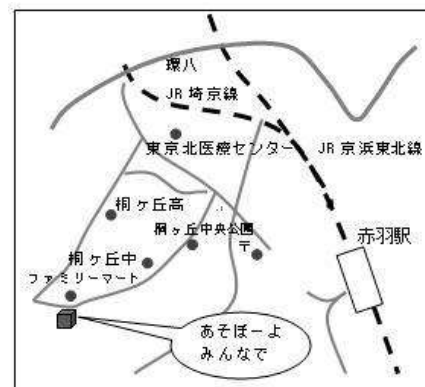 環八
JR 埼京線
東京北医療センター
JR 京浜東北線
桐ヶ丘高
赤羽駅
桐ヶ丘中央公園
〒
桐ヶ丘中
ファミリーマート
あそぼーよ
みんなで